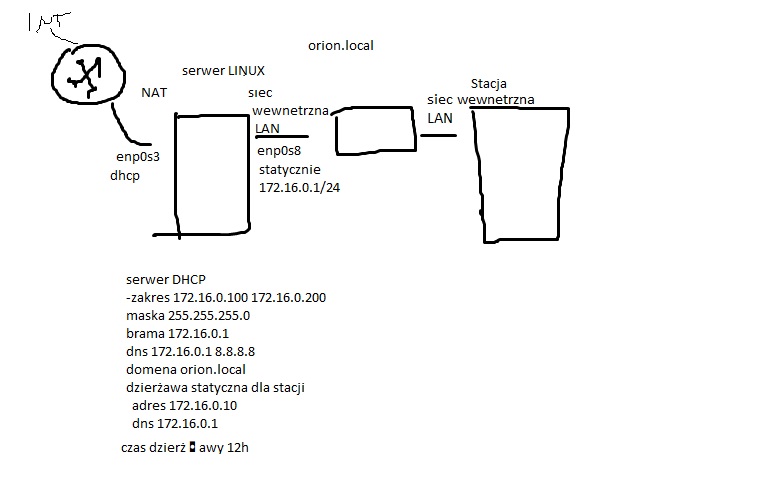 INT
orion.local
serwer LINUX
NAT
siec
wewnetrzna
LAN
Stacja
siec wewnetrzna
LAN
enp0s3
dhcp
enp0s8
statycznie
172.16.0.1/24
serwer DHCP
-zakres 172.16.0.100 172.16.0.200
maska 255.255.255.0
brama 172.16.0.1
dns 172.16.0.1 8.8.8.8
domena orion.local
dzierżawa statyczna dla stacji
adres 172.16.0.10
dns 172.16.0.1
czas dzierż awy 12h